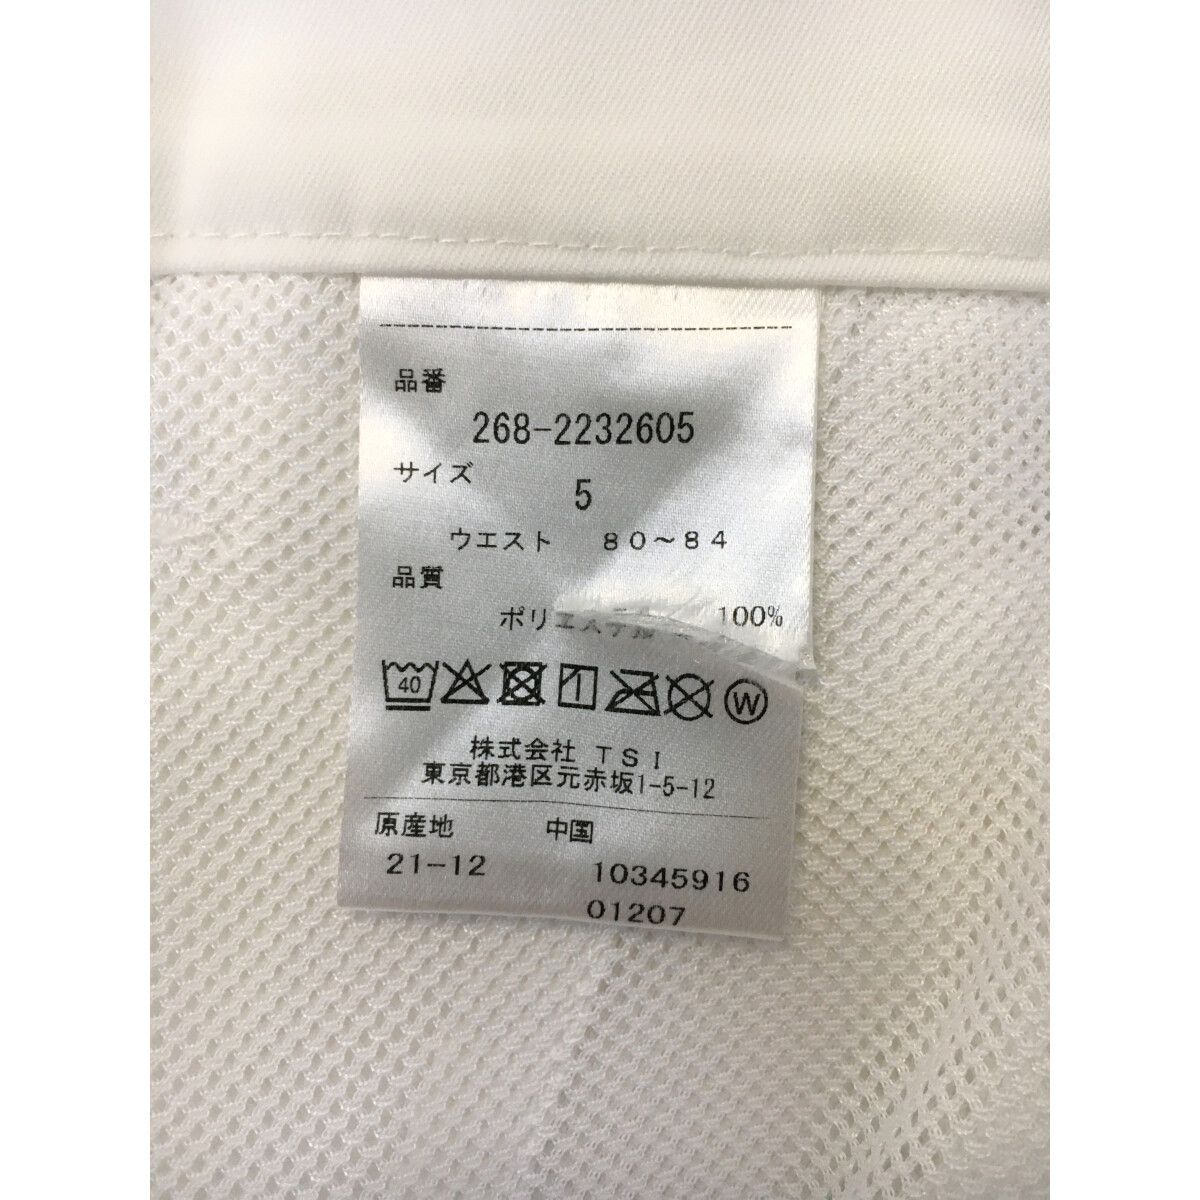 品番
268-2232605
サイズ
5
ウエスト ８０～８４
品質
ポリエステル 100%
40 W
株式会社 ＴＳＩ
東京都港区元赤坂1-5-12
原産地 中国
21-12 10345916
01207